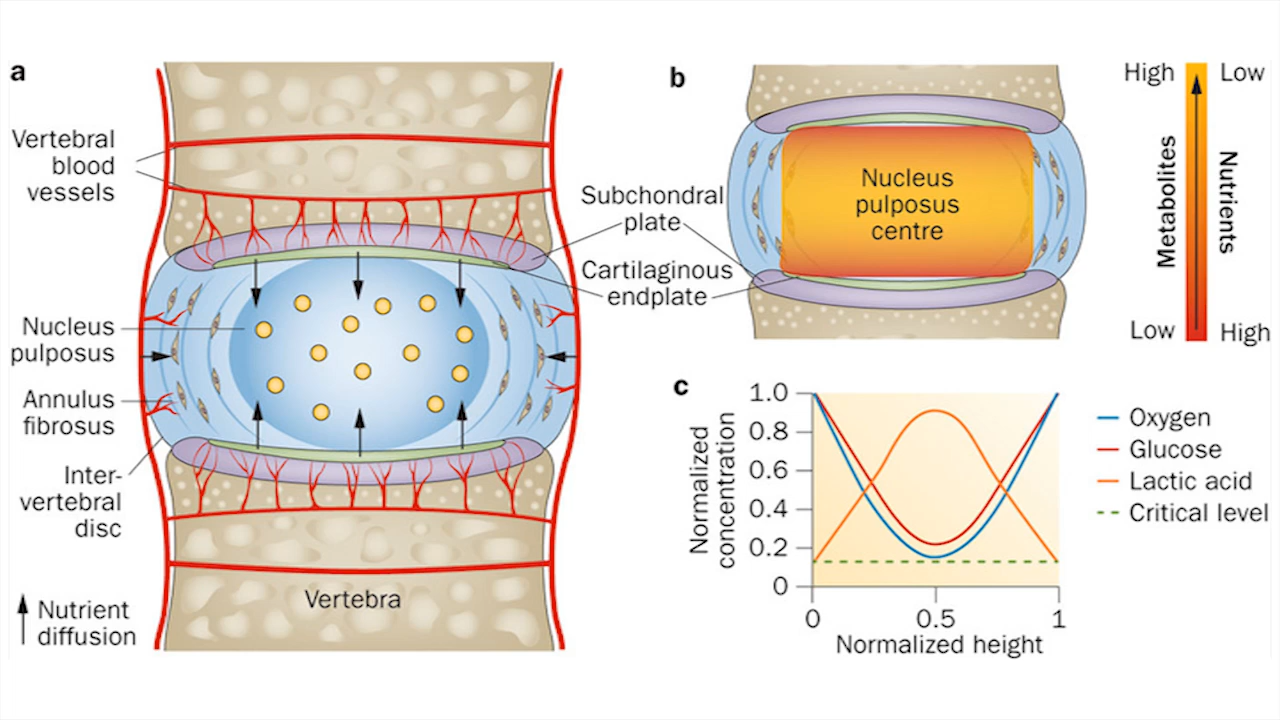 a
Vertebral
blood
vessels
Nucleus
pulposus
Annulus
fibrosus
Inter-
vertebral
disc
Nutrient
diffusion
Vertebra
Subchondral
plate
Cartilaginous
endplate
b
Nucleus
pulposus
centre
High
Low
Metabolites
Nutrients
Low
High
c
Normalized
concentration
1.0
0.8
0.6
0.4
0.2
0
0
0.5
1
Normalized height
Oxygen
Glucose
Lactic acid
Critical level